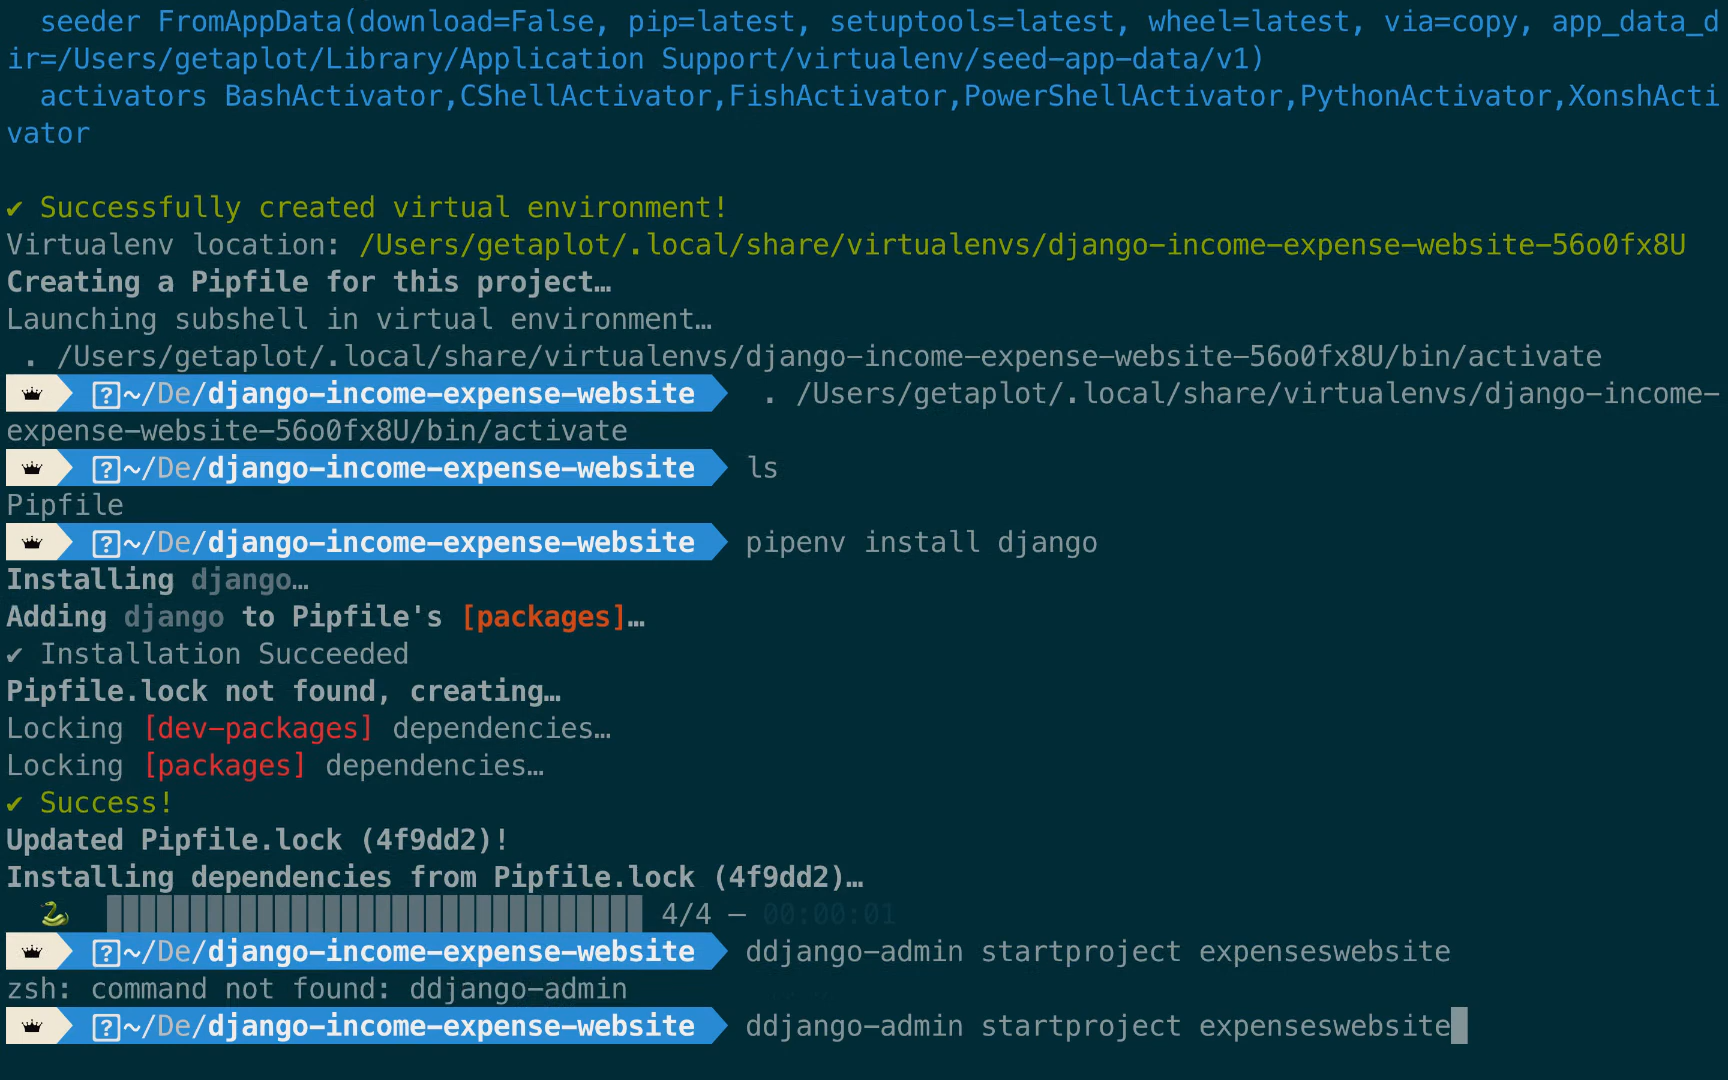 seeder FromAppData(download=False, pip=latest, setuptools=latest, wheel=latest, via=copy, app_data_d
ir=/Users/getaplot/Library/Application Support/virtualenv/seed-app-data/v1)
activators BashActivator,CShellActivator,FishActivator,PowerShellActivator,PythonActivator,XonshActi
vator
✔ Successfully created virtual environment!
Virtualenv location: /Users/getaplot/.local/share/virtualenvs/django-income-expense-website-56o0fx8U
Creating a Pipfile for this project…
Launching subshell in virtual environment…
. /Users/getaplot/.local/share/virtualenvs/django-income-expense-website-56o0fx8U/bin/activate
?~/De/django-income-expense-website . /Users/getaplot/.local/share/virtualenvs/django-income-
expense-website-56o0fx8U/bin/activate
?~/De/django-income-expense-website ls
Pipfile
?~/De/django-income-expense-website pipenv install django
Installing django…
Adding django to Pipfile's [packages]…
✔ Installation Succeeded
Pipfile.lock not found, creating…
Locking [dev-packages] dependencies…
Locking [packages] dependencies…
✔ Success!
Updated Pipfile.lock (4f9dd2)!
Installing dependencies from Pipfile.lock (4f9dd2)…
4/4 — 00:00:01
?~/De/django-income-expense-website ddjango-admin startproject expenseswebsite
zsh: command not found: ddjango-admin
?~/De/django-income-expense-website ddjango-admin startproject expenseswebsite